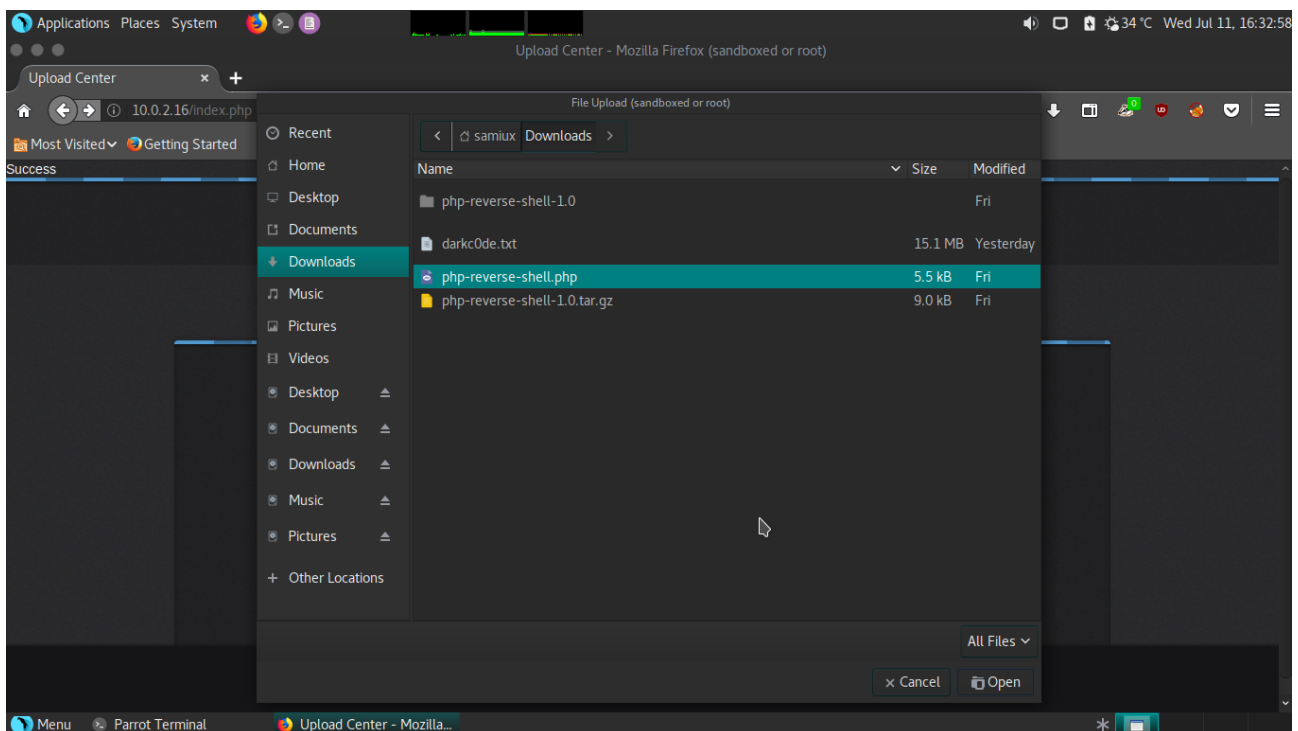 Applications Places System 34 °C Wed Jul 11, 16:32:58
Upload Center - Mozilla Firefox (sandboxed or root)
Upload Center × +
10.0.2.16/index.php
File Upload (sandboxed or root)
0
Most Visited Getting Started
Success
Recent
Home
Desktop
Documents
Downloads
Music
Pictures
Videos
Desktop
Documents
Downloads
Music
Pictures
+ Other Locations
samiux Downloads
Name Size Modified
php-reverse-shell-1.0 Fri
darkc0de.txt 15.1 MB Yesterday
php-reverse-shell.php 5.5 kB Fri
php-reverse-shell-1.0.tar.gz 9.0 kB Fri
All Files
× Cancel Open
Menu Parrot Terminal Upload Center - Mozilla...